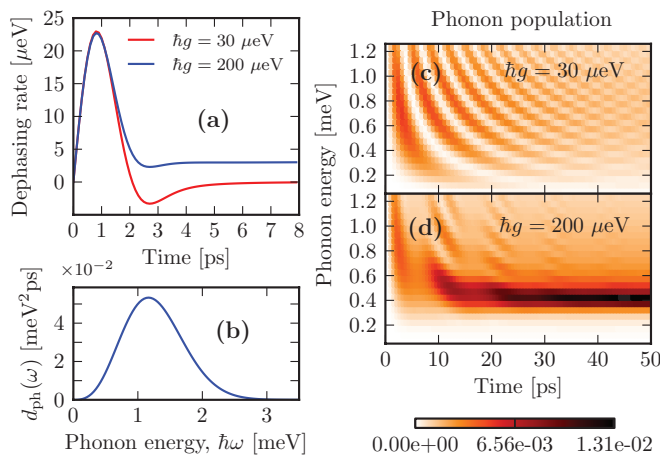 Phonon population
Dephasing rate [μeV]
25
20
15
10
5
0
ħg = 30 μeV
ħg = 200 μeV
(a)
0 1 2 3 4 5 6 7 8
Time [ps]
×10⁻²
d_ph(ω) [meV²ps]
4
2
0
(b)
0 1 2 3
Phonon energy, ħω [meV]
Phonon energy [meV]
1.2
1.0
0.8
0.6
0.4
0.2
(c)
ħg = 30 μeV
1.2
1.0
0.8
0.6
0.4
0.2
(d)
ħg = 200 μeV
0 10 20 30 40 50
Time [ps]
0.00e+00 6.56e-03 1.31e-02